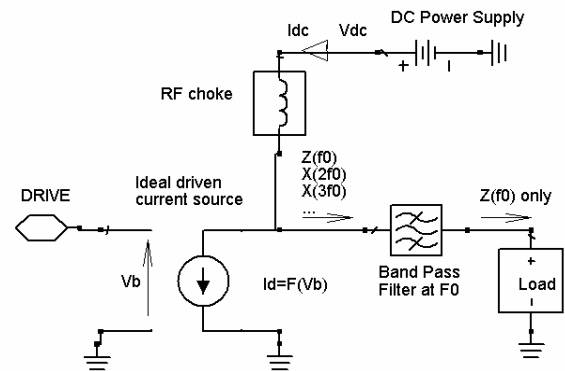 DC Power Supply
Idc
Vdc
+
-
RF choke
Z(f0)
X(2f0)
X(3f0)
...
Ideal driven
current source
DRIVE
Z(f0) only
Vb
Id=F(Vb)
Band Pass
Filter at F0
+
Load
-